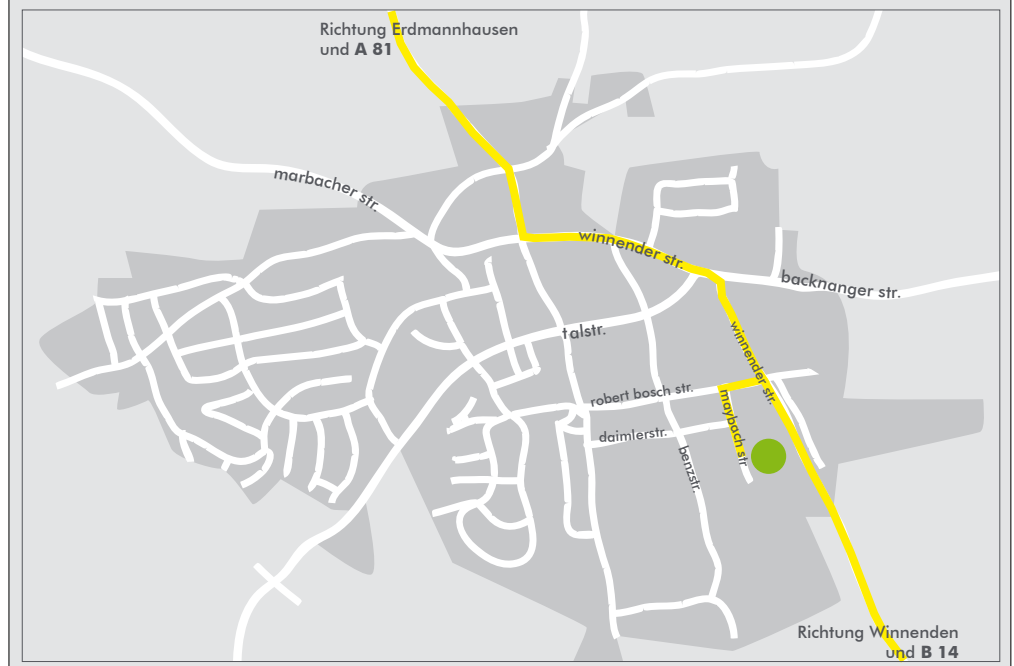 Richtung Erdmannhausen
und A 81
marbacher str.
winnender str.
backnanger str.
talstr.
winnender str.
robert bosch str.
maybach str
daimlerstr.
benzstr.
Richtung Winnenden
und B 14